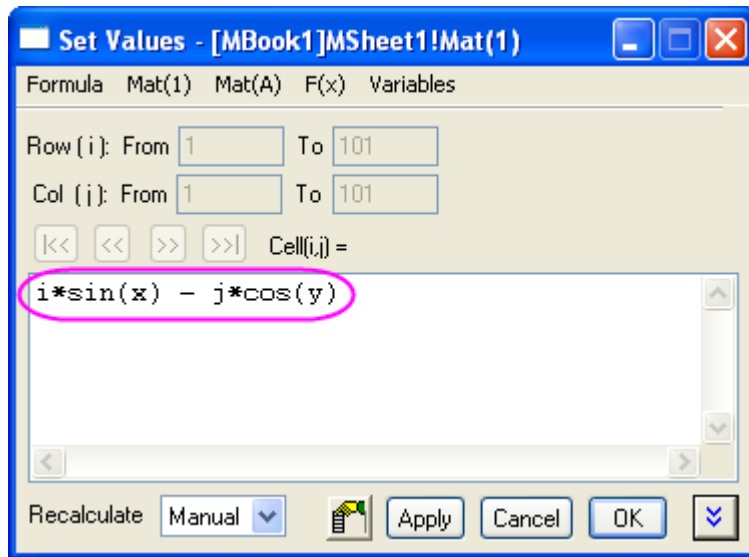 Set Values - [MBook1]MSheet1!Mat(1)
Formula Mat(1) Mat(A) F(x) Variables
Row (i): From 1 To 101
Col (j): From 1 To 101
|<< << >> >>| Cell(i,j) =
i*sin(x) - j*cos(y)
Recalculate Manual Apply Cancel OK